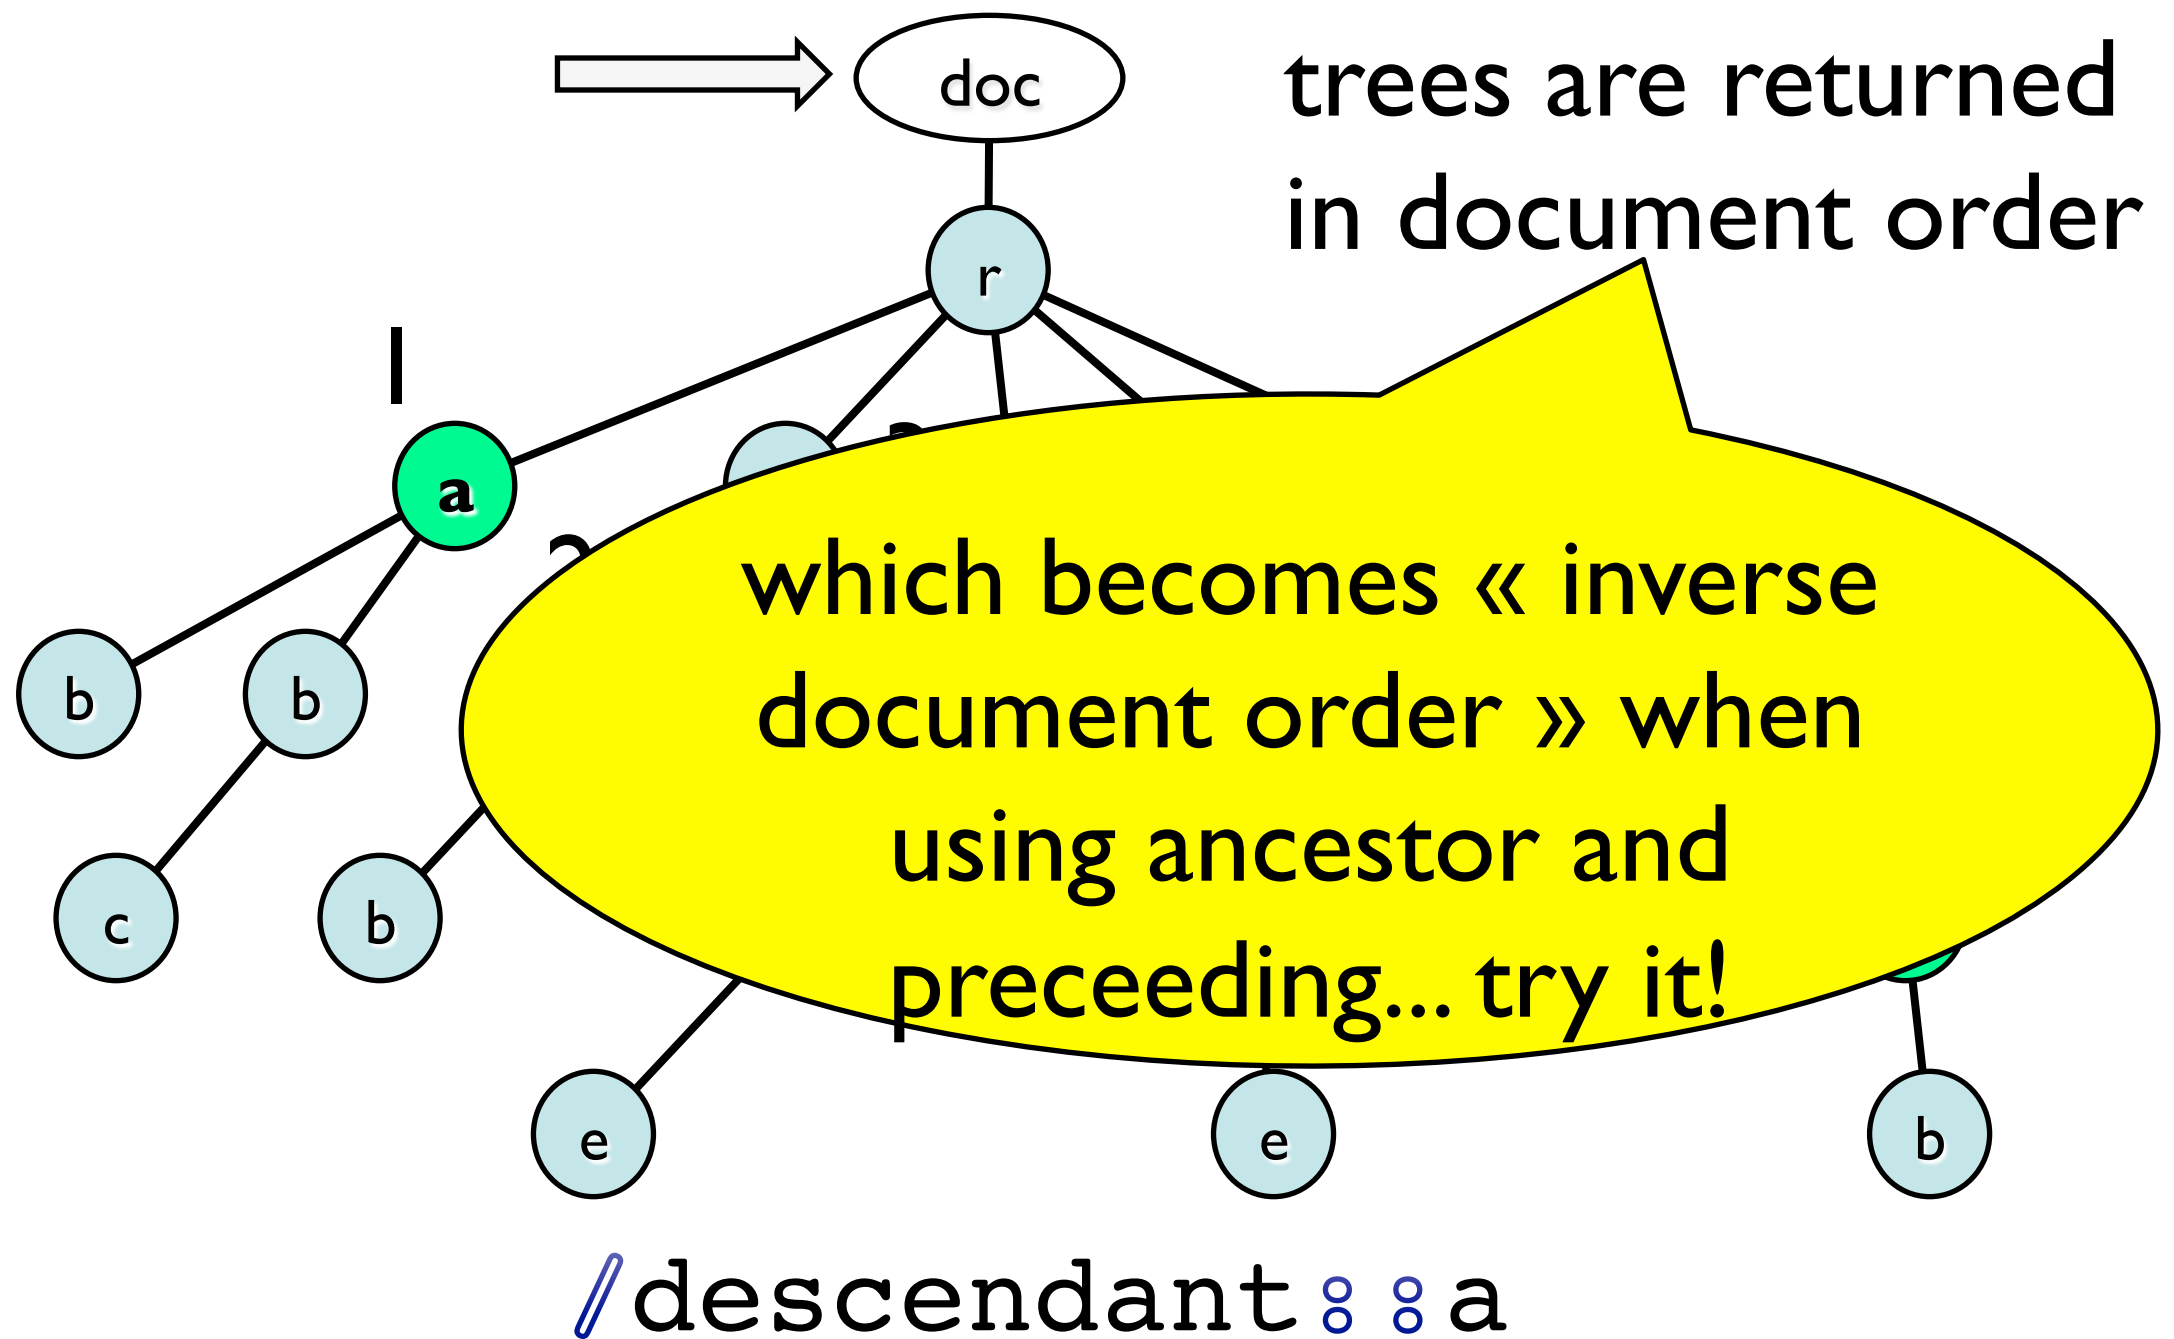 doc
trees are returned
in document order
r
1
a
which becomes « inverse
document order » when
using ancestor and
preceeding... try it!
b
b
c
b
e
e
b
/descendant::a